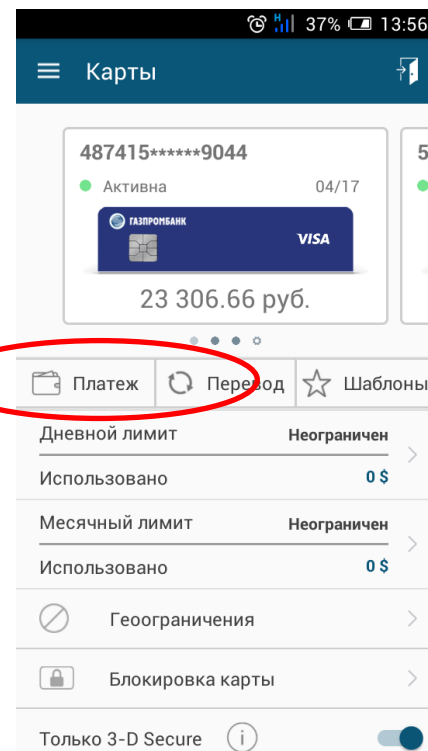 H 37% 13:56
Карты
487415******9044
5
Активна 04/17
ГАЗПРОМБАНК
VISA
23 306.66 руб.
Платеж Перевод Шаблоны
Дневной лимит Неограничен
Использовано 0 $
Месячный лимит Неограничен
Использовано 0 $
Геоограничения
Блокировка карты
Только 3-D Secure i